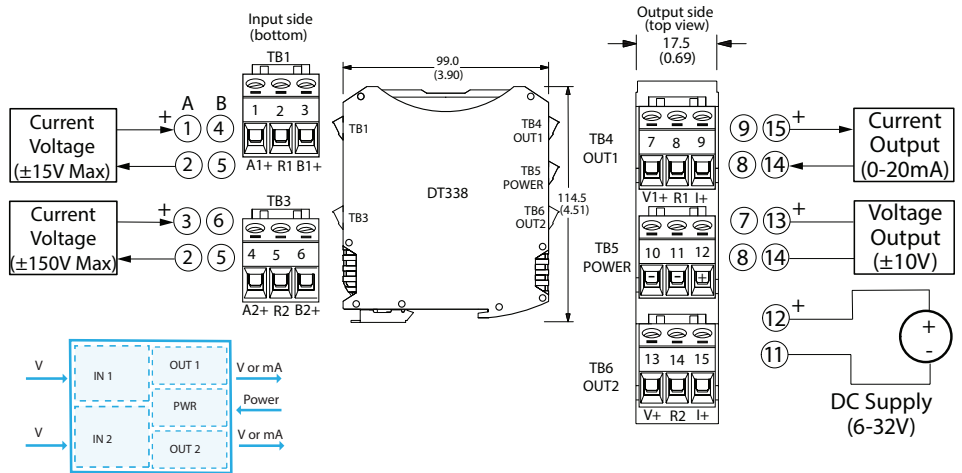 Input side
(bottom)
TB1
1 2 3
A1+ R1 B1+
A B
Current
Voltage
(±15V Max)
+ 1 4
2 5
Current
Voltage
(±150V Max)
+ 3 6
2 5
TB3
4 5 6
A2+ R2 B2+
99.0
(3.90)
TB1
TB3
DT338
TB4
OUT1
TB5
POWER
TB6
OUT2
114.5
(4.51)
Output side
(top view)
17.5
(0.69)
TB4
OUT1
7 8 9
V1+ R1 I+
TB5
POWER
10 11 12
- - +
TB6
OUT2
13 14 15
V+ R2 I+
9 15 +
8 14
Current
Output
(0-20mA)
7 13 +
8 14
Voltage
Output
(±10V)
12 +
11
+
-
DC Supply
(6-32V)
V
IN 1
OUT 1
V or mA
PWR
Power
V
IN 2
OUT 2
V or mA